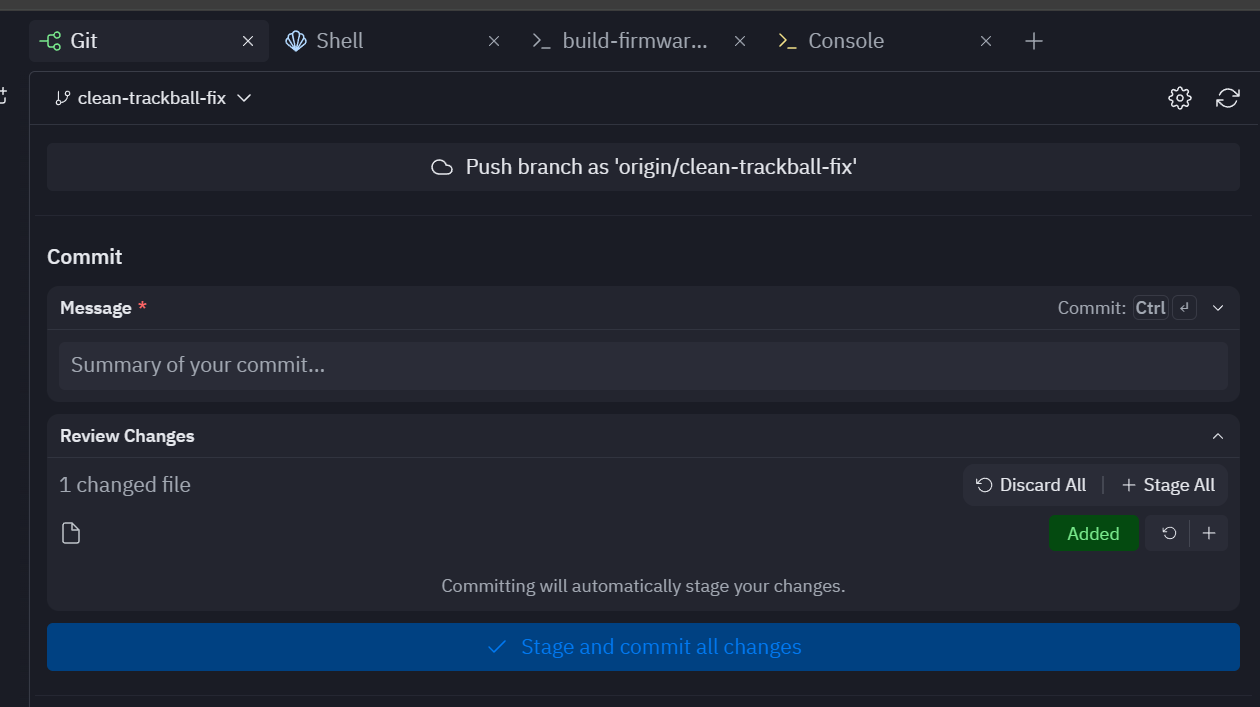 Git
Shell
build-firmwar...
Console
clean-trackball-fix
Push branch as 'origin/clean-trackball-fix'
Commit
Message *
Commit: Ctrl ↵
Summary of your commit...
Review Changes
1 changed file
Discard All
Stage All
Added
Committing will automatically stage your changes.
Stage and commit all changes